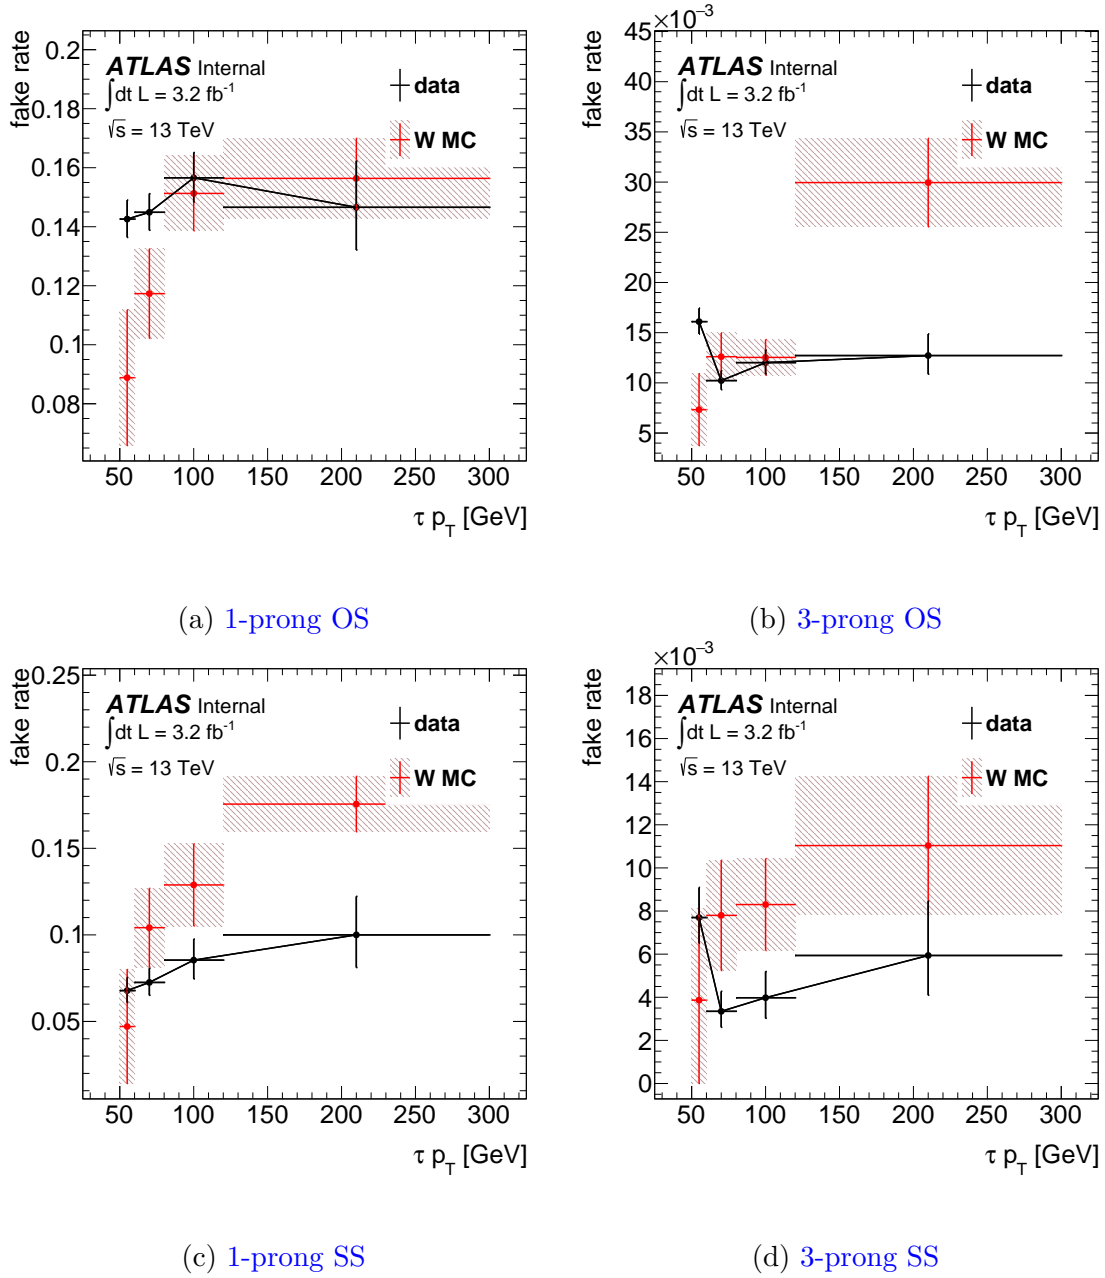 fake rate
0.2
0.18
0.16
0.14
0.12
0.1
0.08
ATLAS Internal
∫dt L = 3.2 fb⁻¹
√s = 13 TeV
data
W MC
50 100 150 200 250 300
τ p_T [GeV]
(a) 1-prong OS
×10⁻³
fake rate
45
40
35
30
25
20
15
10
5
ATLAS Internal
∫dt L = 3.2 fb⁻¹
√s = 13 TeV
data
W MC
50 100 150 200 250 300
τ p_T [GeV]
(b) 3-prong OS
fake rate
0.25
0.2
0.15
0.1
0.05
ATLAS Internal
∫dt L = 3.2 fb⁻¹
√s = 13 TeV
data
W MC
50 100 150 200 250 300
τ p_T [GeV]
(c) 1-prong SS
×10⁻³
fake rate
18
16
14
12
10
8
6
4
2
0
ATLAS Internal
∫dt L = 3.2 fb⁻¹
√s = 13 TeV
data
W MC
50 100 150 200 250 300
τ p_T [GeV]
(d) 3-prong SS